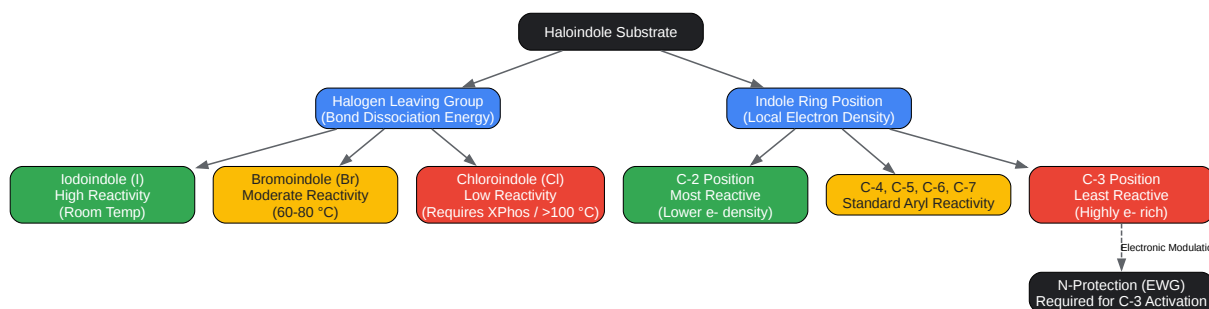 Haloindole Substrate
Halogen Leaving Group
(Bond Dissociation Energy)
Indole Ring Position
(Local Electron Density)
Iodoindole (I)
High Reactivity
(Room Temp)
Bromoindole (Br)
Moderate Reactivity
(60-80 °C)
Chloroindole (Cl)
Low Reactivity
(Requires XPhos / >100 °C)
C-2 Position
Most Reactive
(Lower e- density)
C-4, C-5, C-6, C-7
Standard Aryl Reactivity
C-3 Position
Least Reactive
(Highly e- rich)
Electronic Modulatio
N-Protection (EWG)
Required for C-3 Activation